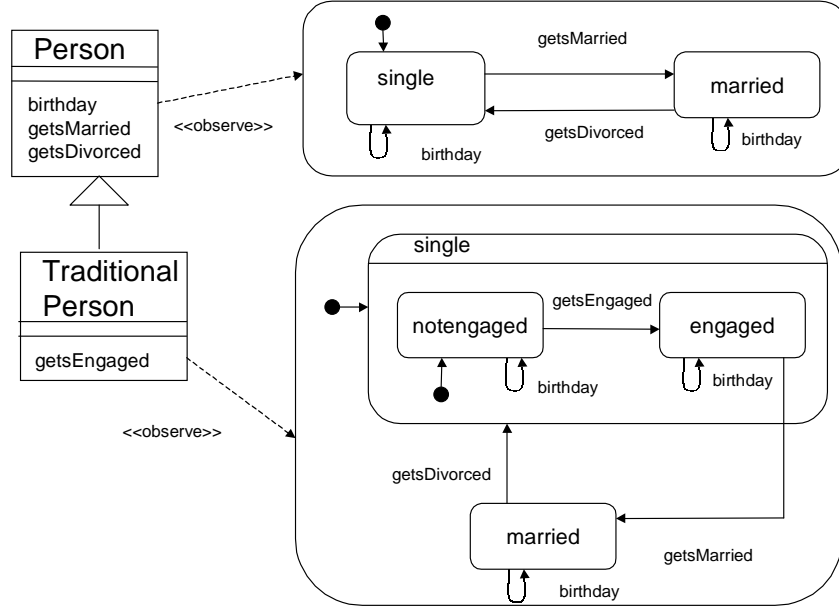 Person
birthday
getsMarried
getsDivorced
<<observe>>
single
getsMarried
married
getsDivorced
birthday
birthday
Traditional
Person
getsEngaged
<<observe>>
single
notengaged
getsEngaged
engaged
birthday
birthday
getsDivorced
married
getsMarried
birthday